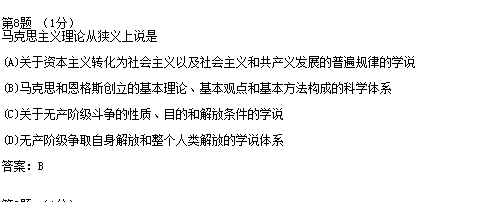 第8题 （1分）
马克思主义理论从狭义上说是
(A)关于资本主义转化为社会主义以及社会主义和共产义发展的普遍规律的学说
(B)马克思和恩格斯创立的基本理论、基本观点和基本方法构成的科学体系
(C)关于无产阶级斗争的性质、目的和解放条件的学说
(D)无产阶级争取自身解放和整个人类解放的学说体系
答案：B